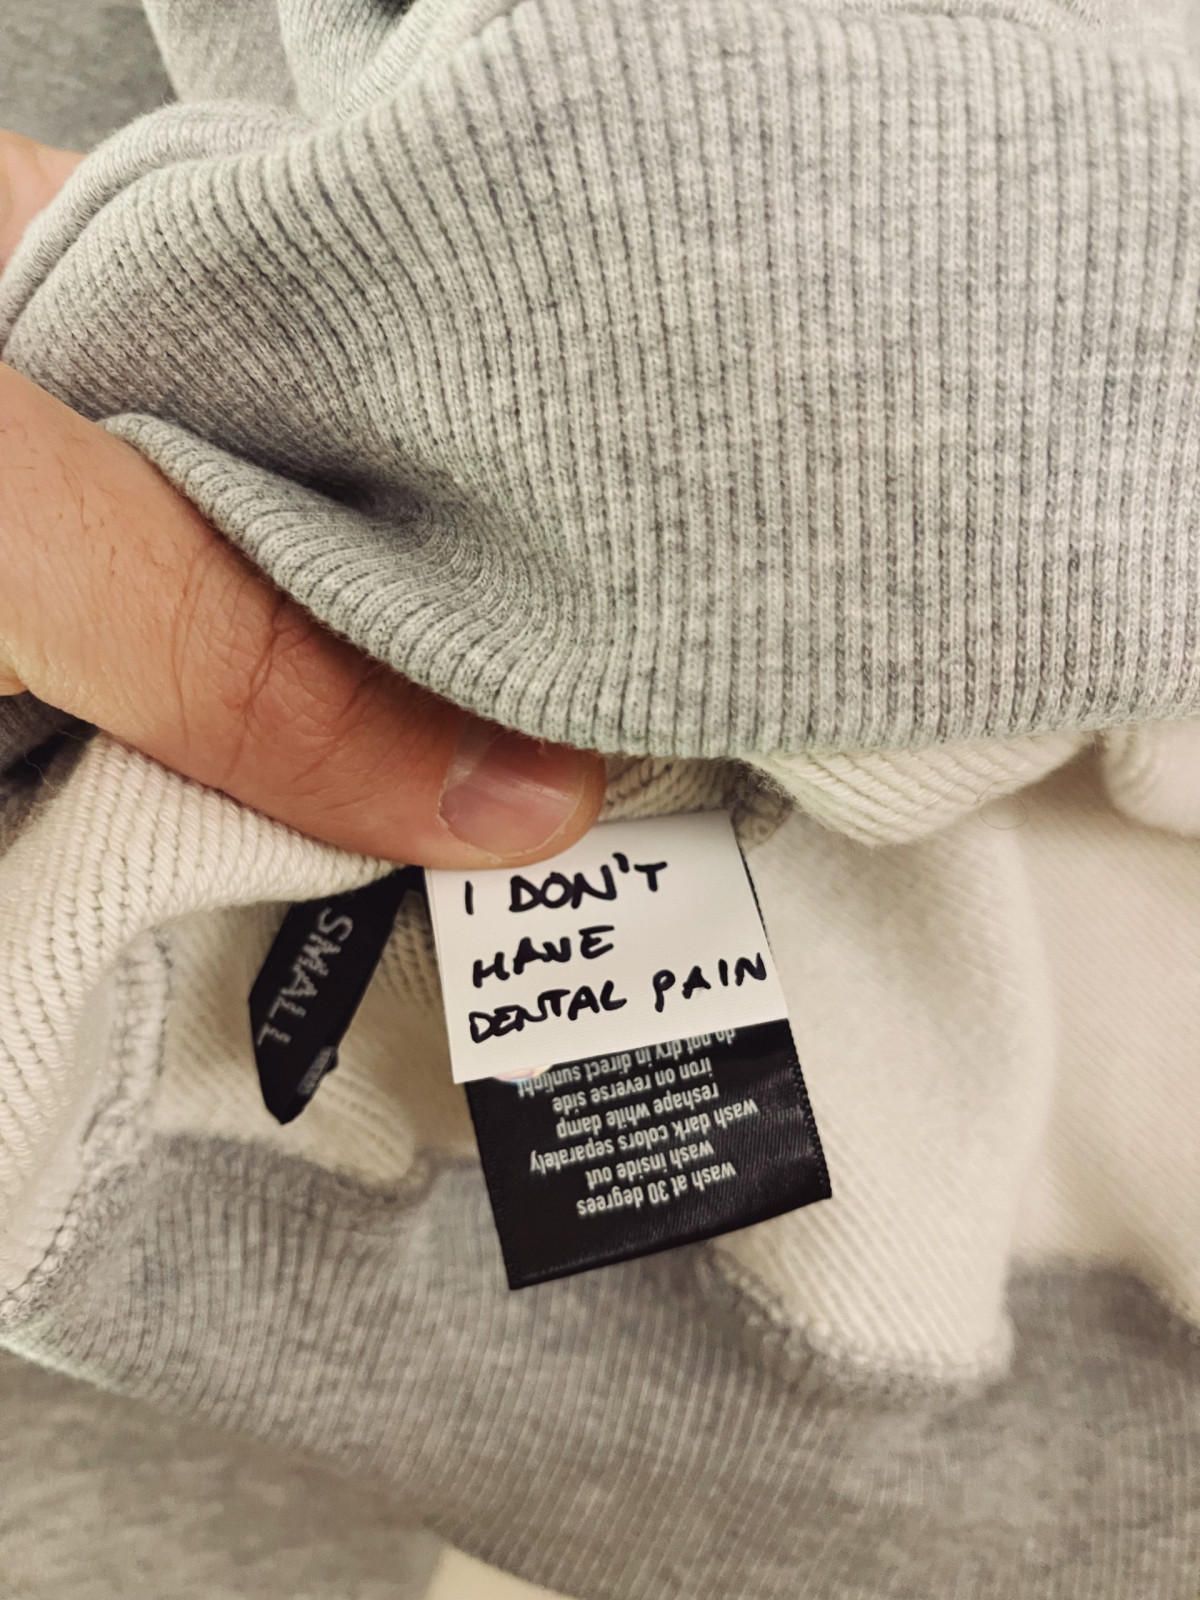 I DON'T
HAVE
DENTAL PAIN
SMALL
wash at 30 degrees
wash inside out
wash dark colors separately
reshape while damp
iron on reverse side
do not dry in direct sunlight